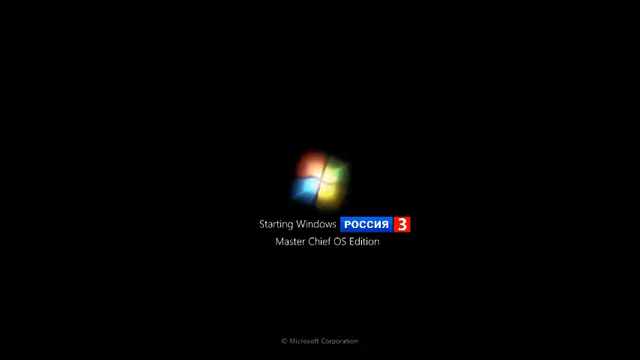 Starting Windows РОССИЯ 3
Master Chief OS Edition
© Microsoft Corporation